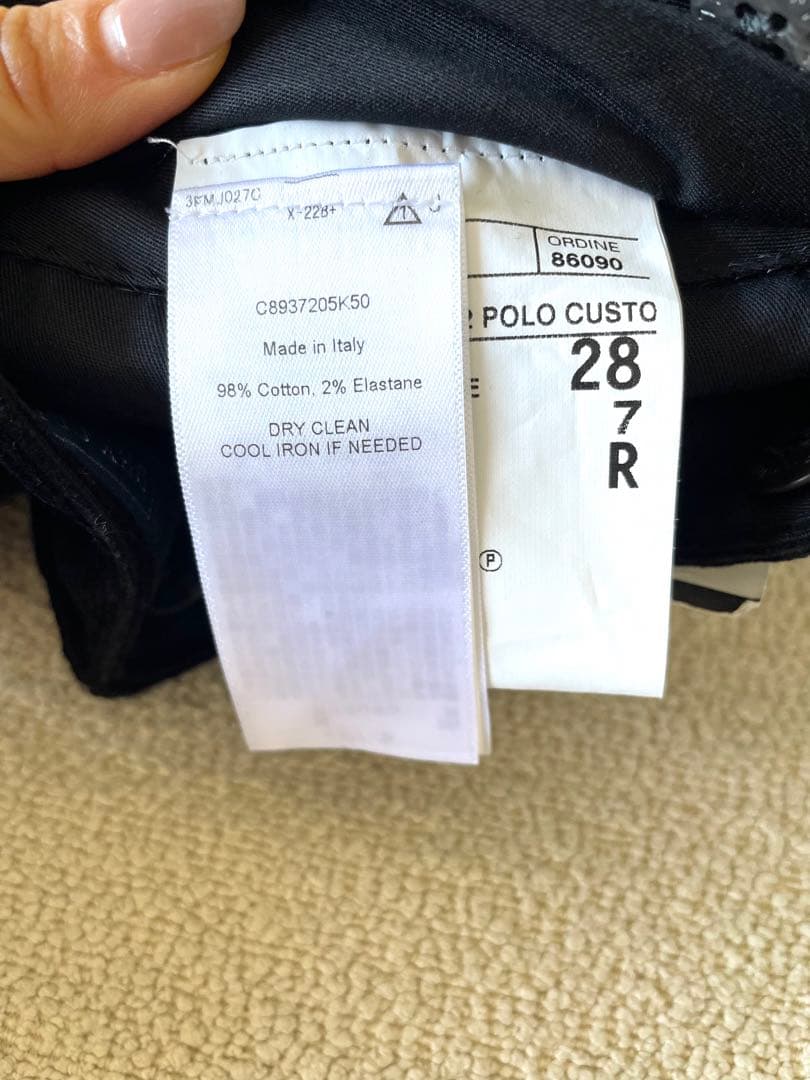 X-228+
C8937205K50
Made in Italy
98% Cotton, 2% Elastane
DRY CLEAN
COOL IRON IF NEEDED
ORDINE
86090
POLO CUSTO
28
7
R
P